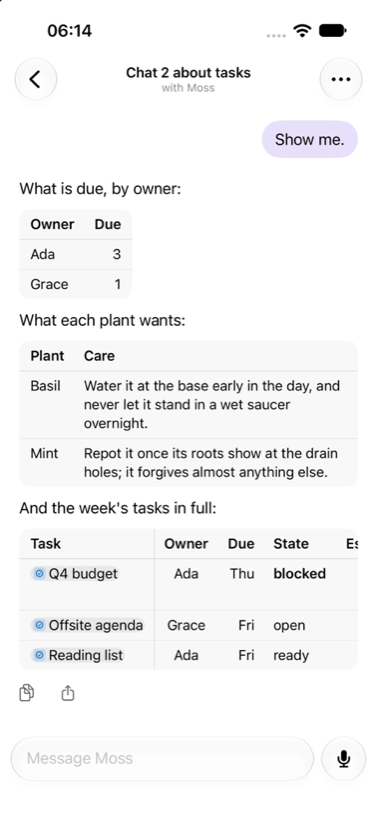 06:14
Chat 2 about tasks
with Moss
Show me.
What is due, by owner:
Owner Due
Ada 3
Grace 1
What each plant wants:
Plant Care
Basil Water it at the base early in the day, and
never let it stand in a wet saucer
overnight.
Mint Repot it once its roots show at the drain
holes; it forgives almost anything else.
And the week's tasks in full:
Task Owner Due State Es
Q4 budget Ada Thu blocked
Offsite agenda Grace Fri open
Reading list Ada Fri ready
Message Moss